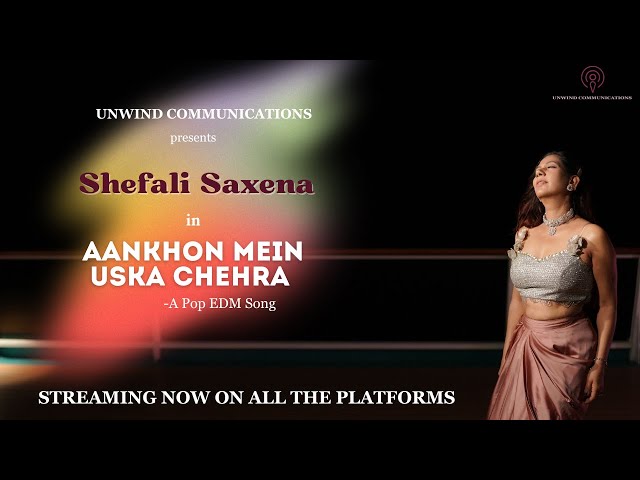 UNWIND COMMUNICATIONS
UNWIND COMMUNICATIONS
presents
Shefali Saxena
in
AANKHON MEIN
USKA CHEHRA
-A Pop EDM Song
STREAMING NOW ON ALL THE PLATFORMS